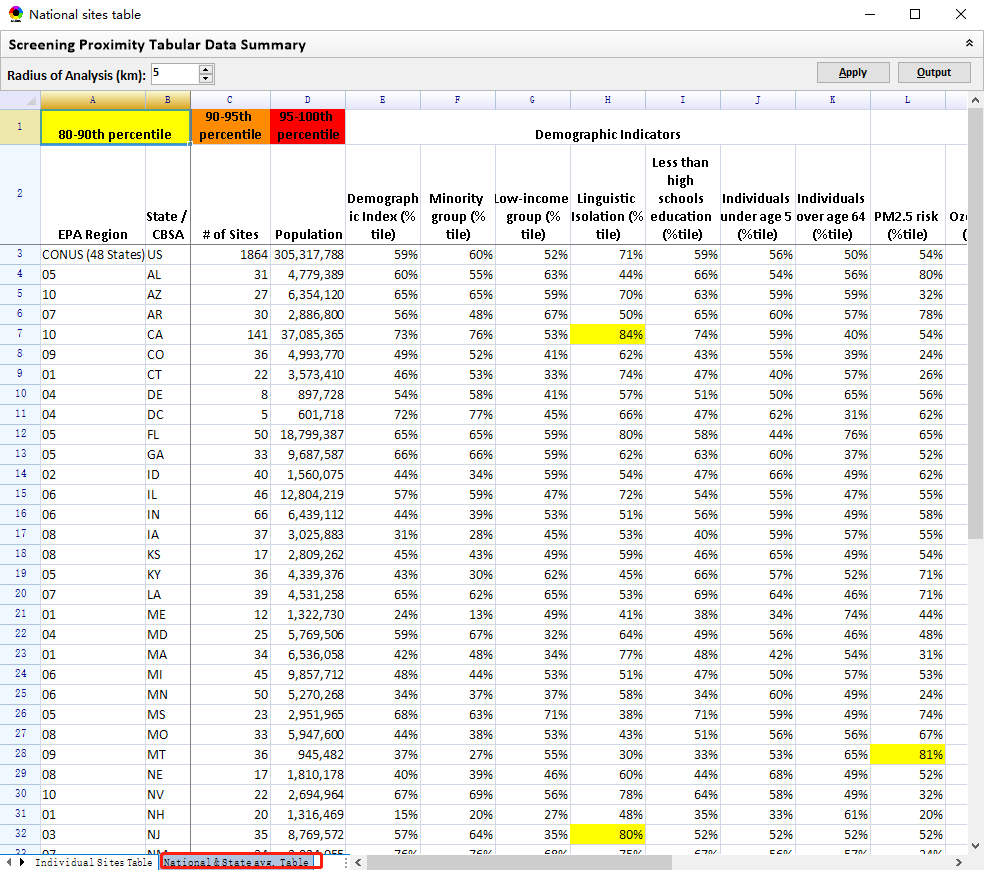 National sites table
Screening Proximity Tabular Data Summary
Radius of Analysis (km): 5 Apply Output
A B C D E F G H I J K L
1 80-90th percentile 90-95th percentile 95-100th percentile Demographic Indicators
2 EPA Region State / CBSA # of Sites Population Demographic Index (%tile) Minority group (%tile) Low-income group (%tile) Linguistic Isolation (%tile) Less than high schools education (%tile) Individuals under age 5 (%tile) Individuals over age 64 (%tile) PM2.5 risk (%tile)
3 CONUS (48 States) US 1864 305,317,788 59% 60% 52% 71% 59% 56% 50% 54%
4 05 AL 31 4,779,389 60% 55% 63% 44% 66% 54% 56% 80%
5 10 AZ 27 6,354,120 65% 65% 59% 70% 63% 59% 59% 32%
6 07 AR 30 2,886,800 56% 48% 67% 50% 65% 60% 57% 78%
7 10 CA 141 37,085,365 73% 76% 53% 84% 74% 59% 40% 54%
8 09 CO 36 4,993,770 49% 52% 41% 62% 43% 55% 39% 24%
9 01 CT 22 3,573,410 46% 53% 33% 74% 47% 40% 57% 26%
10 04 DE 8 897,728 54% 58% 41% 57% 51% 50% 65% 56%
11 04 DC 5 601,718 72% 77% 45% 66% 47% 62% 31% 62%
12 05 FL 50 18,799,387 65% 65% 59% 80% 58% 44% 76% 65%
13 05 GA 33 9,687,587 66% 66% 59% 62% 63% 60% 37% 52%
14 02 ID 40 1,560,075 44% 34% 59% 54% 47% 66% 49% 62%
15 06 IL 46 12,804,219 57% 59% 47% 72% 54% 55% 47% 55%
16 06 IN 66 6,439,112 44% 39% 53% 51% 56% 59% 49% 58%
17 08 IA 37 3,025,883 31% 28% 45% 53% 40% 59% 57% 55%
18 08 KS 17 2,809,262 45% 43% 49% 59% 46% 65% 49% 54%
19 05 KY 36 4,339,376 43% 30% 62% 45% 66% 57% 52% 71%
20 07 LA 39 4,531,258 65% 62% 65% 53% 69% 64% 46% 71%
21 01 ME 12 1,322,730 24% 13% 49% 41% 38% 34% 74% 44%
22 04 MD 25 5,769,506 59% 67% 32% 64% 49% 56% 46% 48%
23 01 MA 34 6,536,058 42% 48% 34% 77% 48% 42% 54% 31%
24 06 MI 45 9,857,712 48% 44% 53% 51% 47% 50% 57% 53%
25 06 MN 50 5,270,268 34% 37% 37% 58% 34% 60% 49% 24%
26 05 MS 23 2,951,965 68% 63% 71% 38% 71% 59% 49% 74%
27 08 MO 33 5,947,600 44% 38% 53% 43% 51% 56% 56% 67%
28 09 MT 36 945,482 37% 27% 55% 30% 33% 53% 65% 81%
29 08 NE 17 1,810,178 40% 39% 46% 60% 44% 68% 49% 52%
30 10 NV 22 2,694,964 67% 69% 56% 78% 64% 58% 49% 32%
31 01 NH 20 1,316,469 15% 20% 27% 48% 35% 33% 61% 20%
32 03 NJ 35 8,769,572 57% 64% 35% 80% 52% 52% 52% 52%
Individual Sites Table National & State avg. Table